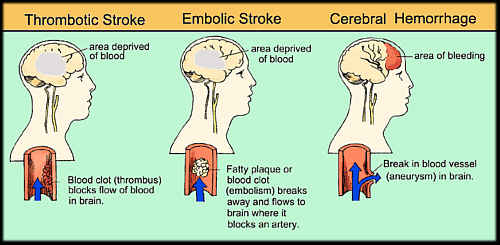 Thrombotic Stroke
area deprived
of blood
Blood clot (thrombus)
blocks flow of blood
in brain.
Embolic Stroke
area deprived
of blood
Fatty plaque or
blood clot
(embolism) breaks
away and flows to
brain where it
blocks an artery.
Cerebral Hemorrhage
area of bleeding
Break in blood vessel
(aneurysm) in brain.